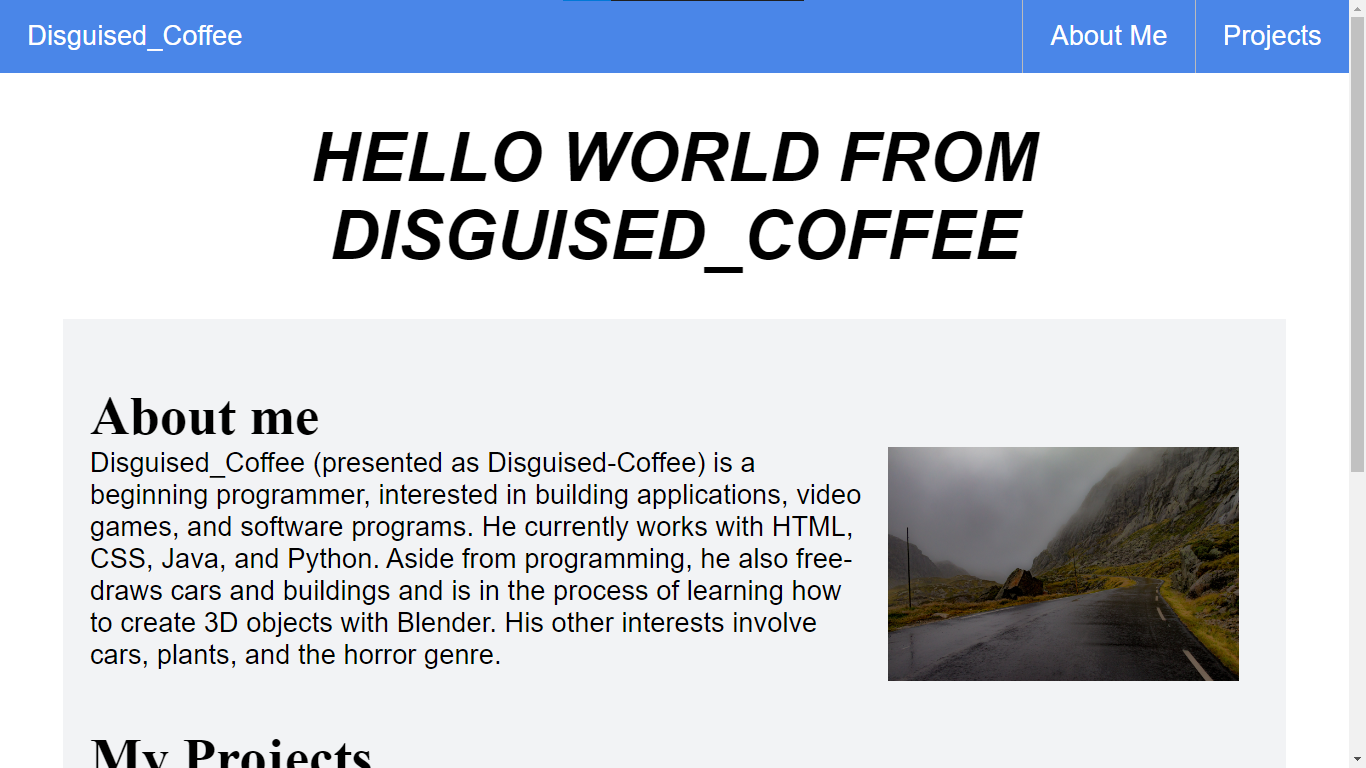 Disguised_Coffee
About Me
Projects
HELLO WORLD FROM
DISGUISED_COFFEE
About me
Disguised_Coffee (presented as Disguised-Coffee) is a
beginning programmer, interested in building applications, video
games, and software programs. He currently works with HTML,
CSS, Java, and Python. Aside from programming, he also free-
draws cars and buildings and is in the process of learning how
to create 3D objects with Blender. His other interests involve
cars, plants, and the horror genre.
My Projects